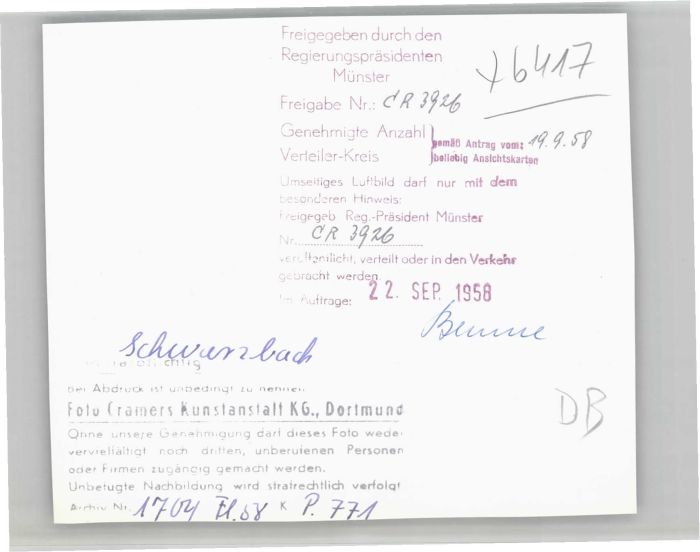 Freigegeben durch den
Regierungspräsidenten
Münster
+6417
Freigabe Nr.: CR 3926
Genehmigte Anzahl
gemäß Antrag vom: 19.9.58
Verteiler-Kreis
beliebig Ansichtskarten
Umseitiges Luftbild darf nur mit dem
besonderen Hinweis:
Freigegeb Reg.-Präsident Münster
Nr. CR 3926
veröffentlicht, verteilt oder in den Verkehr
gebracht werden
Im Auftrage: 22. SEP. 1958
Schwarzbach
bei Abdruck ist unbedingt zu nennen
Foto Cramers Kunstanstalt KG., Dortmund
DB
Ohne unsere Genehmigung darf dieses Foto weder
vervielfältigt noch dritten, unberufenen Personen
oder Firmen zugängig gemacht werden.
Unbefugte Nachbildung wird strafrechtlich verfolgt
Archiv Nr. 1704 Fl.58 K P. 771